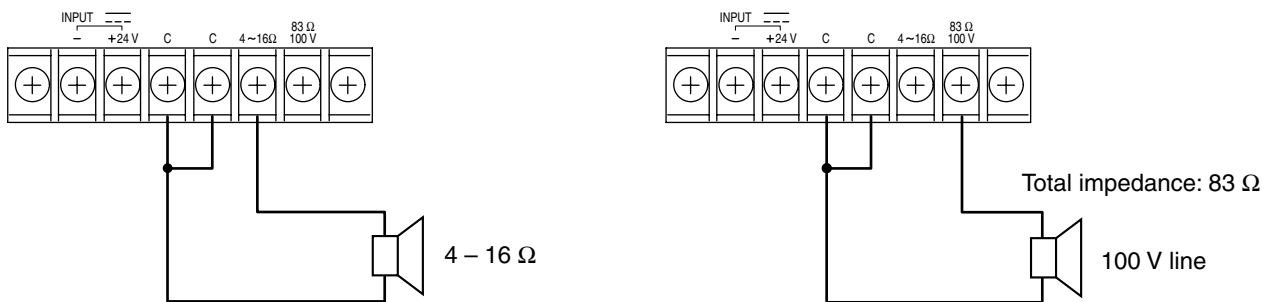 INPUT
− +24 V C C 4~16Ω 83 Ω
100 V
4 – 16 Ω
INPUT
− +24 V C C 4~16Ω 83 Ω
100 V
Total impedance: 83 Ω
100 V line